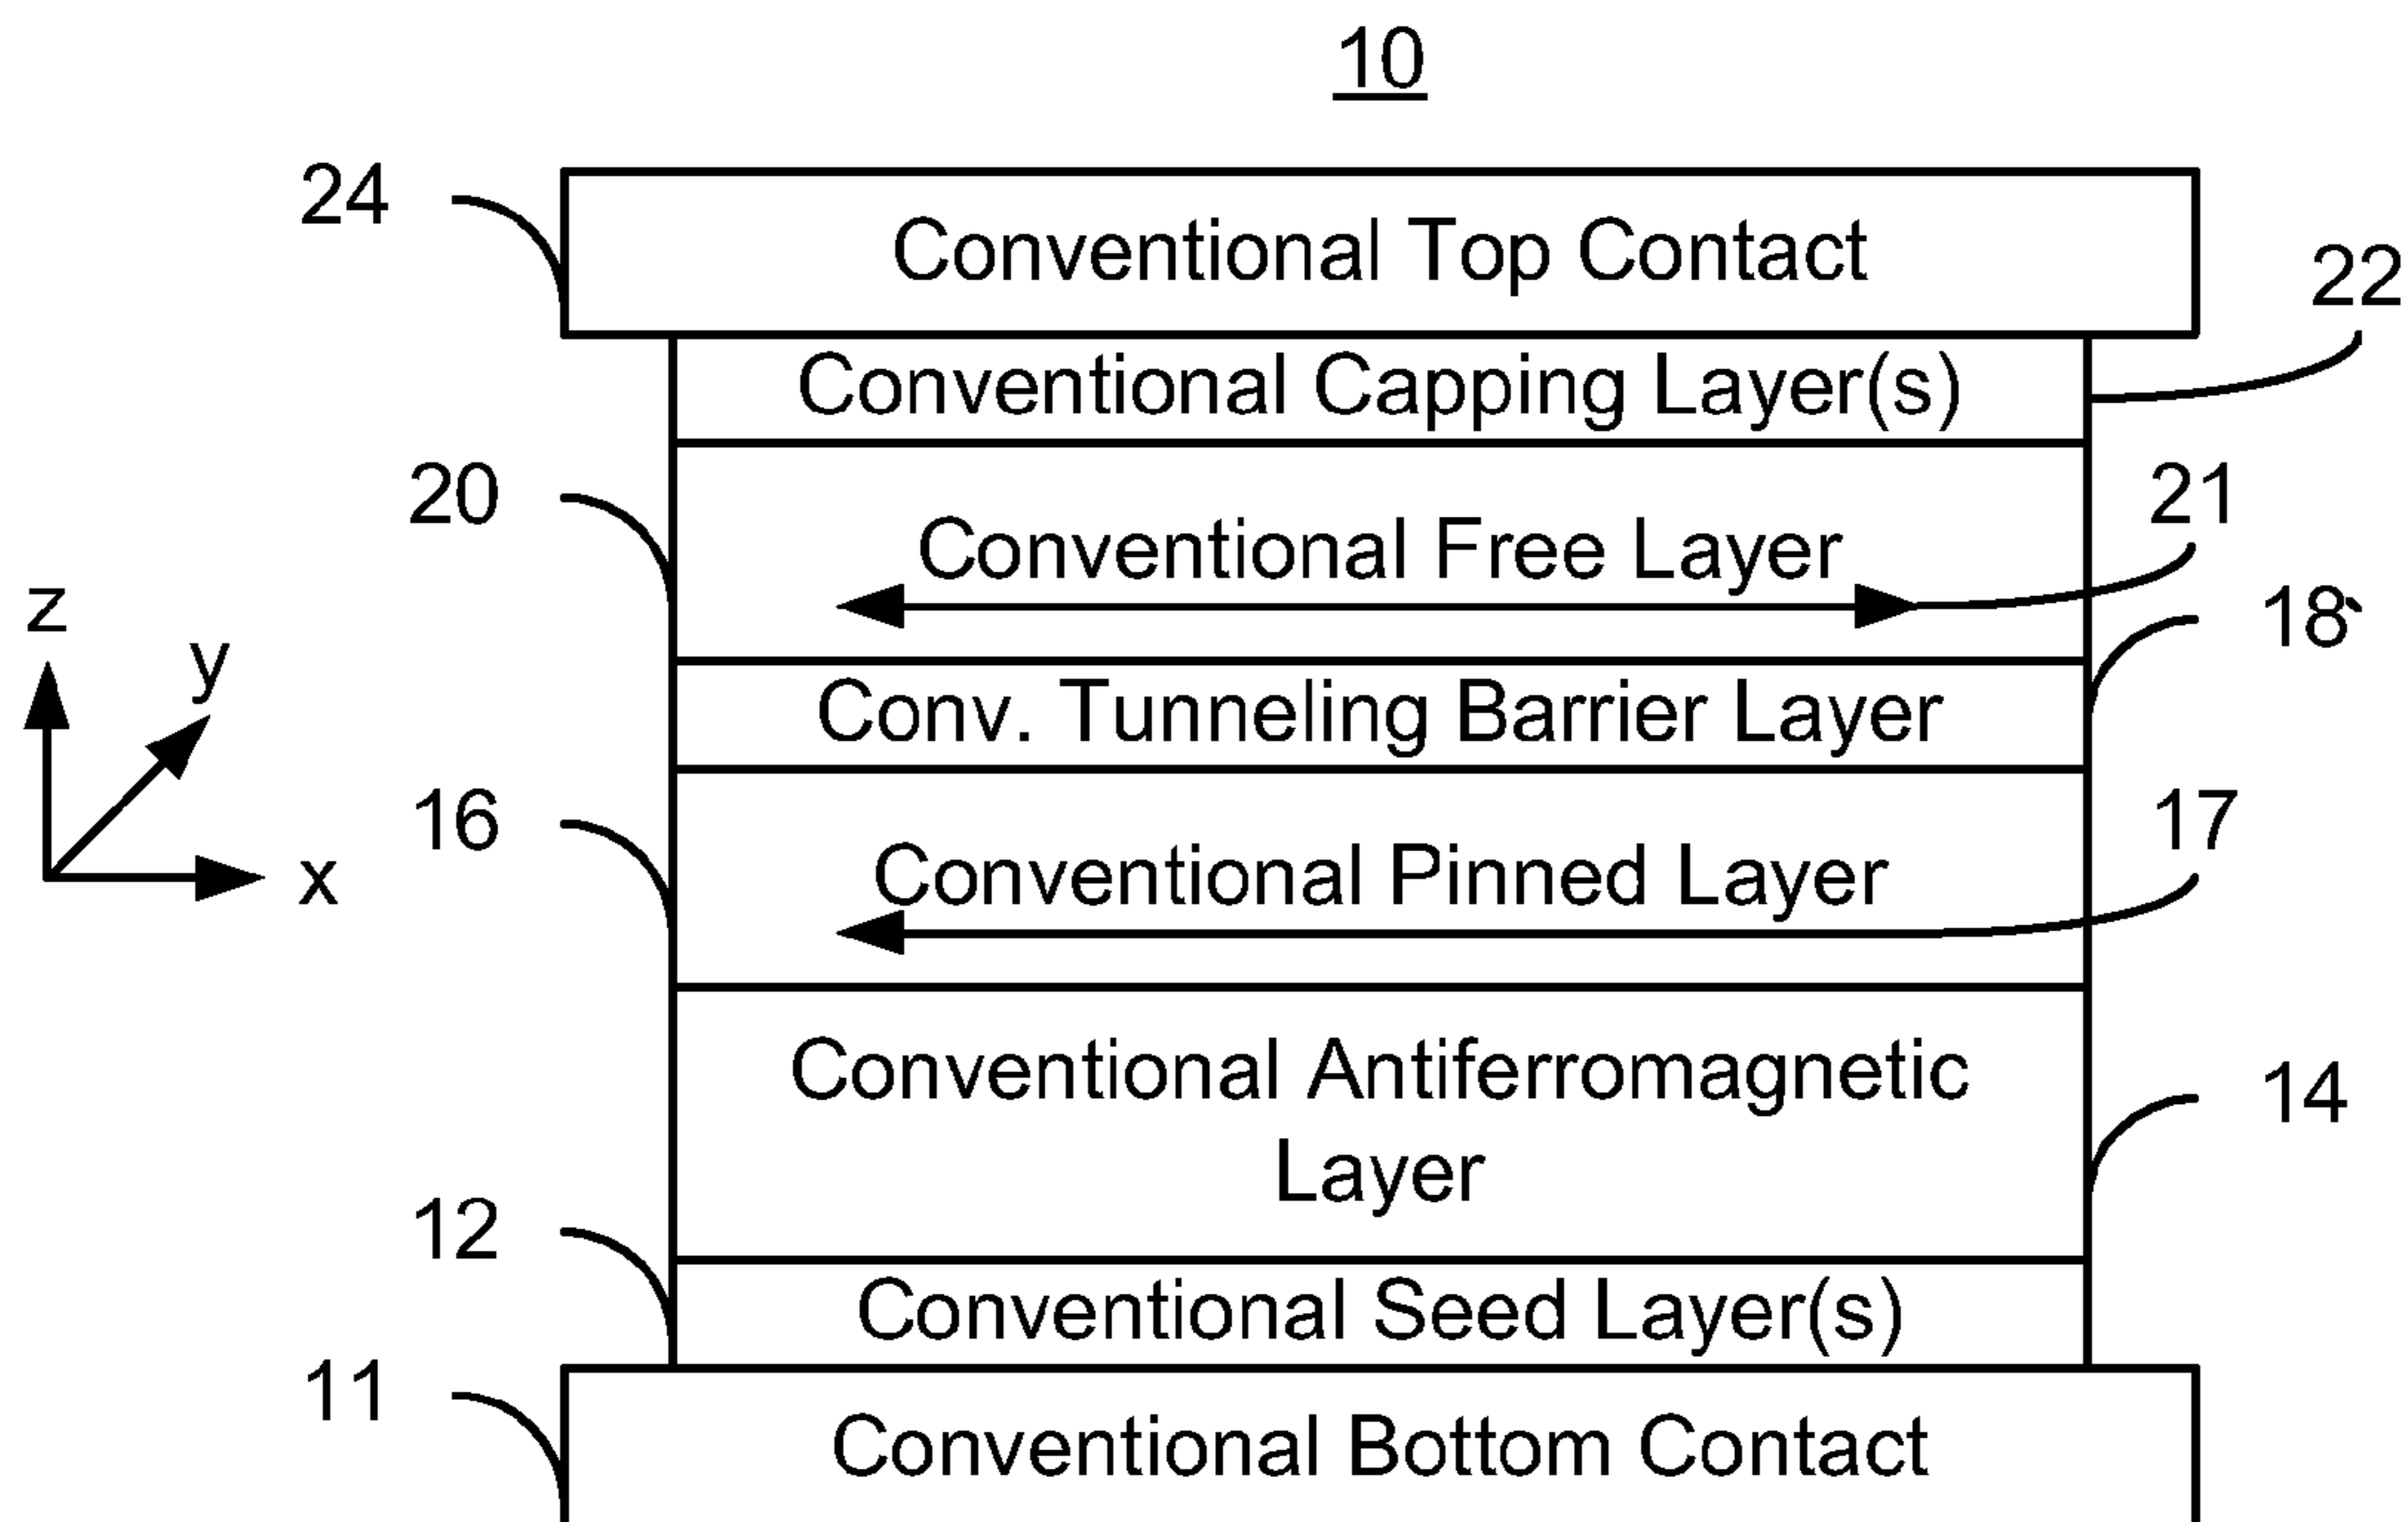 10
24
Conventional Top Contact
22
Conventional Capping Layer(s)
20
21
Conventional Free Layer
18`
z
y
Conv. Tunneling Barrier Layer
16
17
Conventional Pinned Layer
x
Conventional Antiferromagnetic
Layer
14
12
Conventional Seed Layer(s)
11
Conventional Bottom Contact